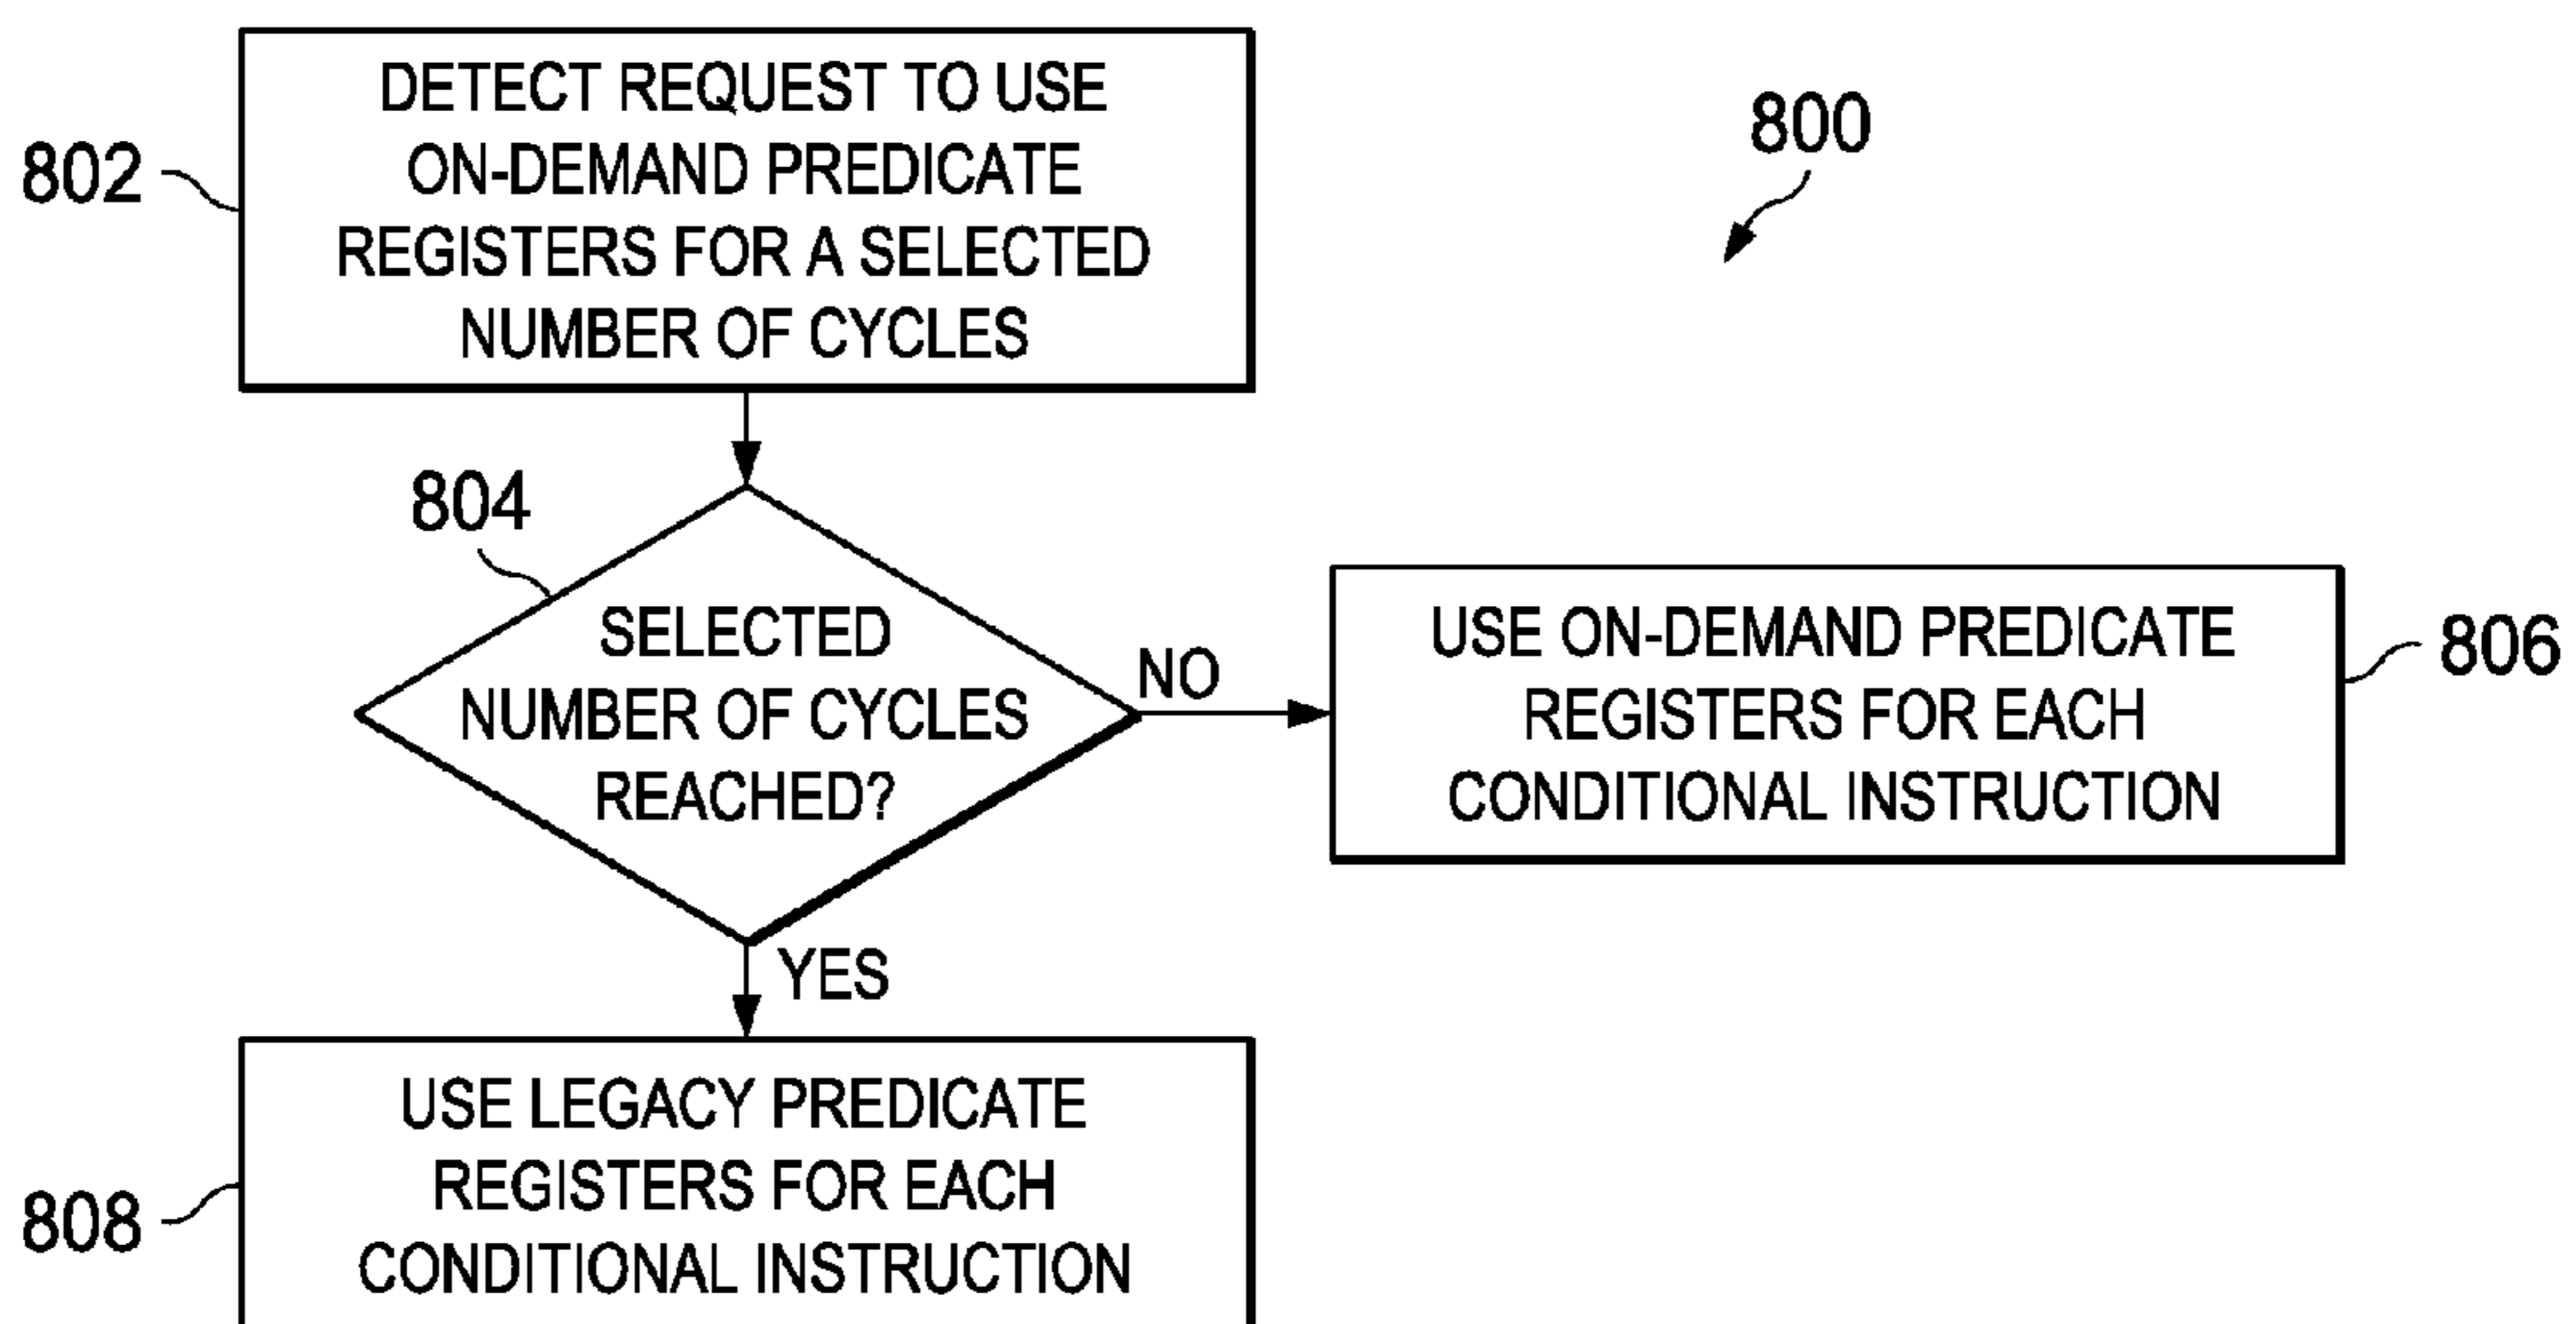 DETECT REQUEST TO USE
ON-DEMAND PREDICATE
REGISTERS FOR A SELECTED
NUMBER OF CYCLES
802
800
804
SELECTED
NUMBER OF CYCLES
REACHED?
NO
USE ON-DEMAND PREDICATE
REGISTERS FOR EACH
CONDITIONAL INSTRUCTION
806
YES
USE LEGACY PREDICATE
REGISTERS FOR EACH
CONDITIONAL INSTRUCTION
808